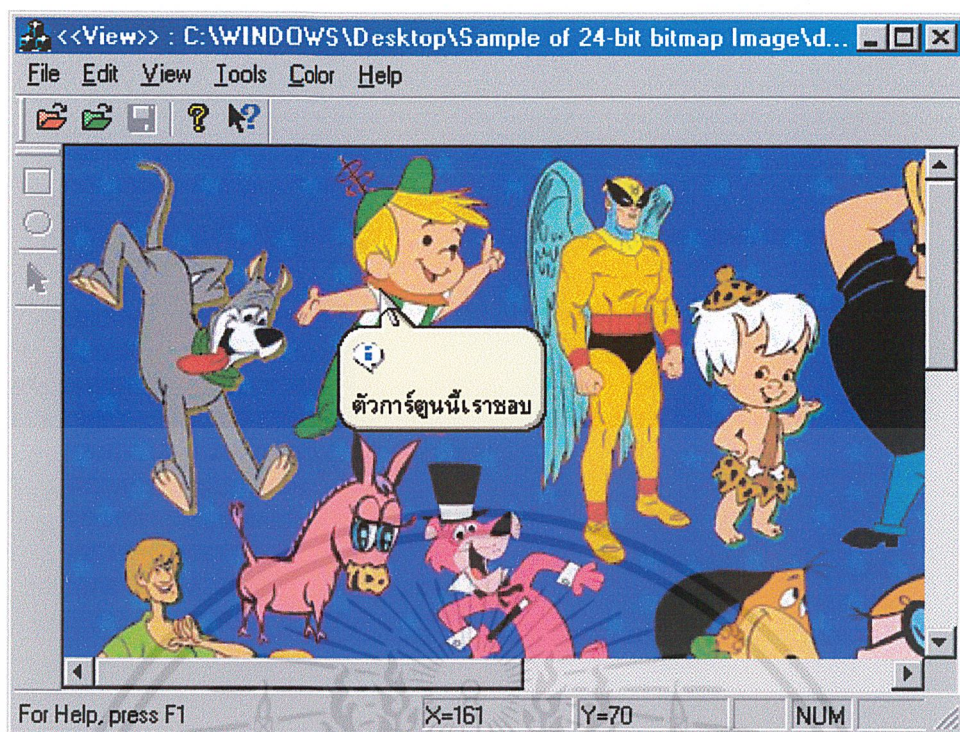 <<View>> : C:\WINDOWS\Desktop\Sample of 24-bit bitmap Image\d...
File Edit View Tools Color Help
ตัวการ์ตูนนี้เราชอบ
For Help, press F1 X=161 Y=70 NUM